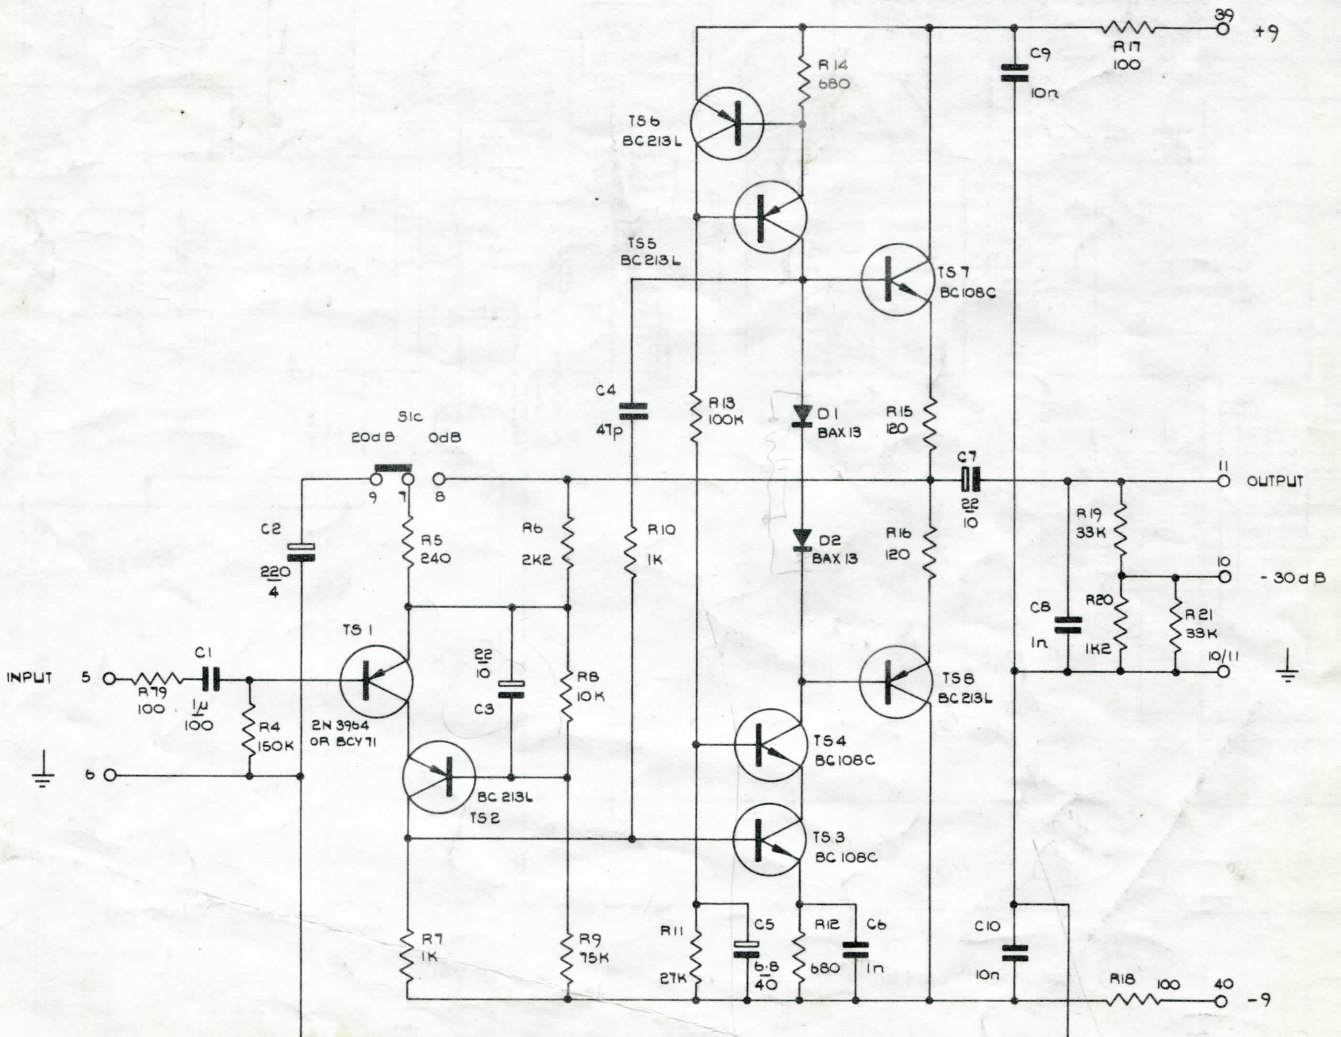 39
+9
R17
100
C9
10n
R14
680
TS6
BC213L
TS5
BC213L
TS7
BC108C
C4
47p
R13
100K
D1
BAX13
R15
120
S1c
20dB 0dB
9 7 8
C7
22
10
11
OUTPUT
C2
220
4
R5
240
R6
2K2
R10
1K
D2
BAX13
R16
120
R19
33K
10
-30dB
R20
1K2
R21
33K
10/11
C8
1n
TS1
2N3964
OR BCY71
22
10
C3
R8
10K
INPUT
5
R79
100
C1
1µ
100
R4
150K
6
TS8
BC213L
TS4
BC108C
BC213L
TS2
TS3
BC108C
R7
1K
R9
75K
R11
27K
C5
6.8
40
R12
680
C6
1n
C10
10n
R18 100
40
-9